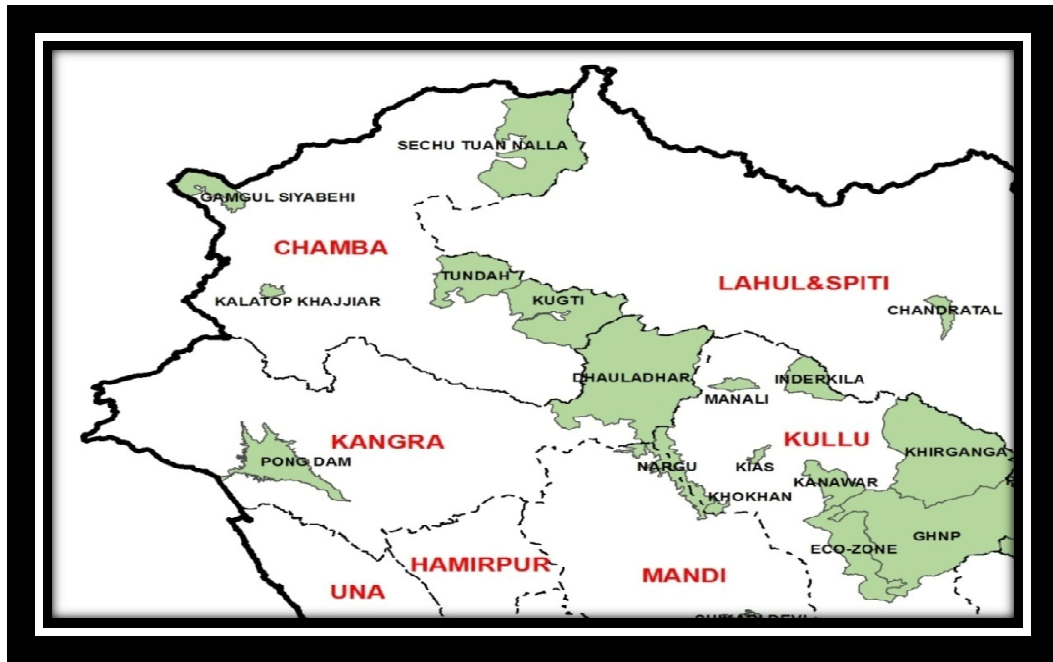 SECHU TUAN NALLA
GAMGUL SIYABEHI
CHAMBA
TUNDAH
LAHUL&SPITI
KALATOP KHAJJIAR
KUGTI
CHANDRATAL
DHAULADHAR
INDERKILA
MANALI
KANGRA
KULLU
PONG DAM
NARGU
KIAS
KHIRGANGA
KANAWAR
KHOKHAN
GHNP
ECO-ZONE
HAMIRPUR
MANDI
UNA